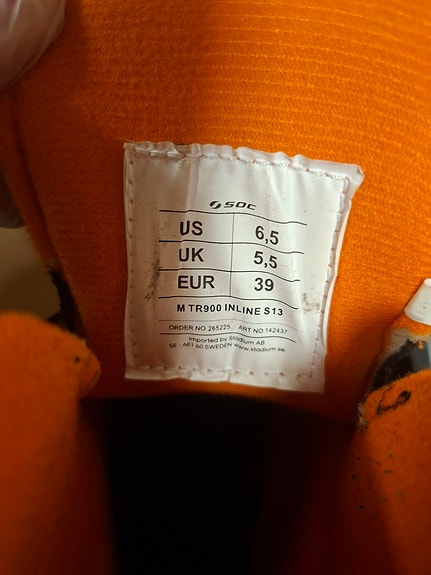 SOC
US 6,5
UK 5,5
EUR 39
M TR900 INLINE S13
ORDER NO.265225 ART NO.142437
Imported by Stadium AB
SE - 601 60 SWEDEN www.stadium.se